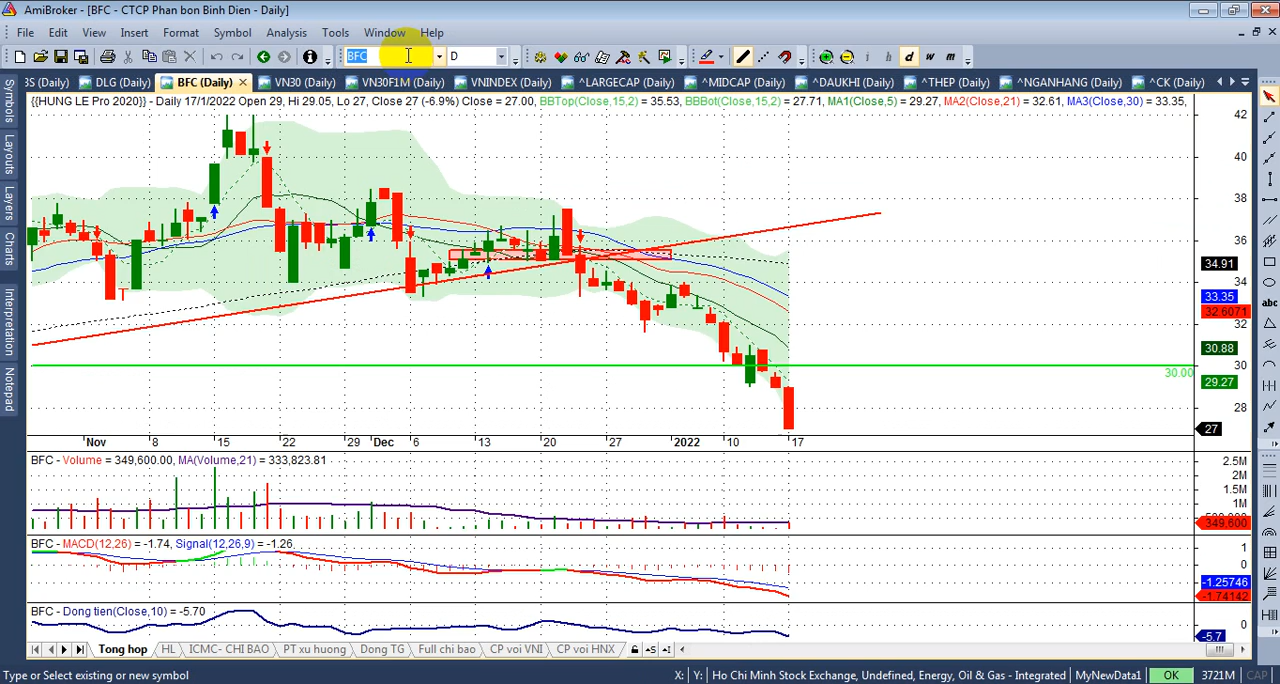 AmiBroker - [BFC - CTCP Phan bon Binh Dien - Daily]
File Edit View Insert Format Symbol Analysis Tools Window Help
BFC D i h d w m
3S (Daily) DLG (Daily) BFC (Daily) VN30 (Daily) VN30F1M (Daily) VNINDEX (Daily) ^LARGECAP (Daily) ^MIDCAP (Daily) ^DAUKHI (Daily) ^THEP (Daily) ^NGANHANG (Daily) ^CK (Daily)
{{HUNG LE Pro 2020}} - Daily 17/1/2022 Open 29, Hi 29.05, Lo 27, Close 27 (-6.9%) Close = 27.00, BBTop(Close,15,2) = 35.53, BBBot(Close,15,2) = 27.71, MA1(Close,5) = 29.27, MA2(Close,21) = 32.61, MA3(Close,30) = 33.35,
Symbols
Layouts
Layers
Charts
Interpretation
Notepad
42
40
38
36
34.91
34
33.35
32.6071
32
30.88
30
30.00
29.27
28
27
abc
Nov 8 15 22 29 Dec 6 13 20 27 2022 10 17
BFC - Volume = 349,600.00, MA(Volume,21) = 333,823.81
2.5M
2M
1.5M
1M
349,600
BFC - MACD(12,26) = -1.74, Signal(12,26,9) = -1.26
1
0
-1.25746
-1.74142
BFC - Dong tien(Close,10) = -5.70
0
-5.7
Tong hop HL ICMC- CHI BAO PT xu huong Dong TG Full chi bao CP voi VNI CP voi HNX
Type or Select existing or new symbol X: Y: Ho Chi Minh Stock Exchange, Undefined, Energy, Oil & Gas - Integrated MyNewData1 OK 3721M CAP